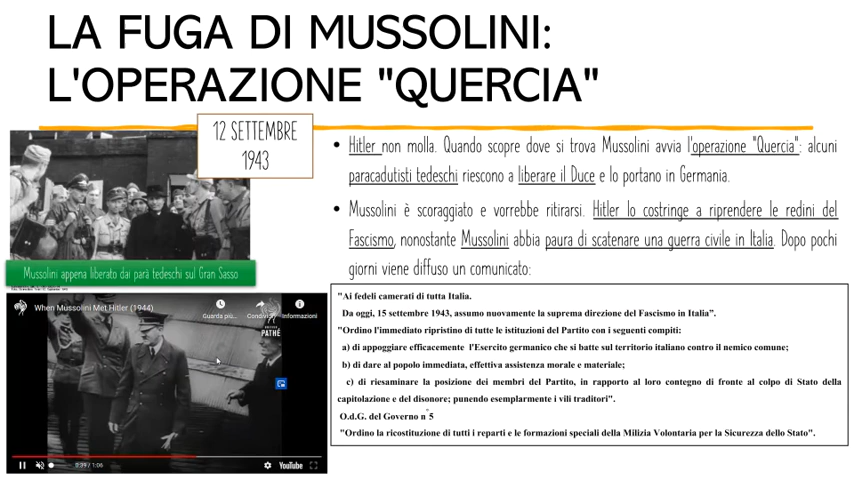 LA FUGA DI MUSSOLINI:
L'OPERAZIONE "QUERCIA"
12 SETTEMBRE
1943
Mussolini appena liberato dai parà tedeschi sul Gran Sasso
• Hitler non molla. Quando scopre dove si trova Mussolini avvia l'operazione "Quercia": alcuni
paracadutisti tedeschi riescono a liberare il Duce e lo portano in Germania.
• Mussolini è scoraggiato e vorrebbe ritirarsi. Hitler lo costringe a riprendere le redini del
Fascismo, nonostante Mussolini abbia paura di scatenare una guerra civile in Italia. Dopo pochi
giorni viene diffuso un comunicato:
"Ai fedeli camerati di tutta Italia.
Da oggi, 15 settembre 1943, assumo nuovamente la suprema direzione del Fascismo in Italia".
"Ordino l'immediato ripristino di tutte le istituzioni del Partito con i seguenti compiti:
a) di appoggiare efficacemente l'Esercito germanico che si batte sul territorio italiano contro il nemico comune;
b) di dare al popolo immediata, effettiva assistenza morale e materiale;
c) di riesaminare la posizione dei membri del Partito, in rapporto al loro contegno di fronte al colpo di Stato della
capitolazione e del disonore; punendo esemplarmente i vili traditori".
O.d.G. del Governo n°5
"Ordino la ricostituzione di tutti i reparti e le formazioni speciali della Milizia Volontaria per la Sicurezza dello Stato".
When Mussolini Met Hitler (1944)
Guarda più... Condividi Informazioni
BRITISH
PATHÉ
0:39 / 1:06
YouTube